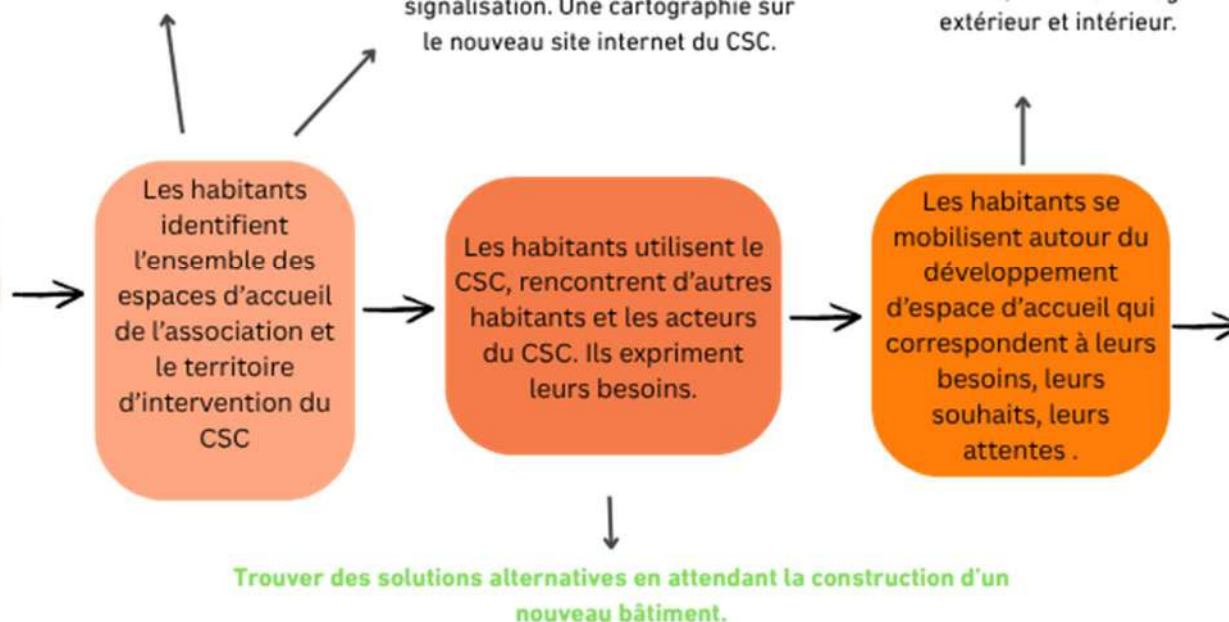 signalisation. Une cartographie sur
le nouveau site internet du CSC.
extérieur et intérieur.
Les habitants
identifient
l'ensemble des
espaces d'accueil
de l'association et
le territoire
d'intervention du
CSC
Les habitants utilisent le
CSC, rencontrent d'autres
habitants et les acteurs
du CSC. Ils expriment
leurs besoins.
Les habitants se
mobilisent autour du
développement
d'espace d'accueil qui
correspondent à leurs
besoins, leurs
souhaits, leurs
attentes .
Trouver des solutions alternatives en attendant la construction d'un
nouveau bâtiment.